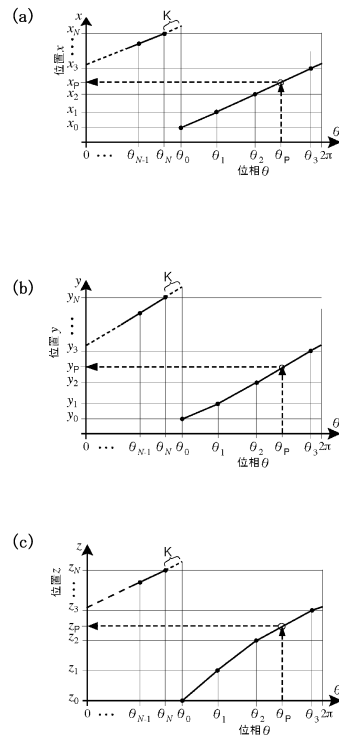 (a)
K
x
x_N
⋮
x_3
x_P
x_2
x_1
x_0
位置x
0 … θ_{N-1} θ_N θ_0 θ_1 θ_2 θ_P θ_3 2π
θ
位相θ
(b)
K
y
y_N
⋮
y_3
y_P
y_2
y_1
y_0
位置y
0 … θ_{N-1} θ_N θ_0 θ_1 θ_2 θ_P θ_3 2π
θ
位相θ
(c)
K
z
z_N
⋮
z_3
z_P
z_2
z_1
z_0
位置z
0 … θ_{N-1} θ_N θ_0 θ_1 θ_2 θ_P θ_3 2π
θ
位相θ